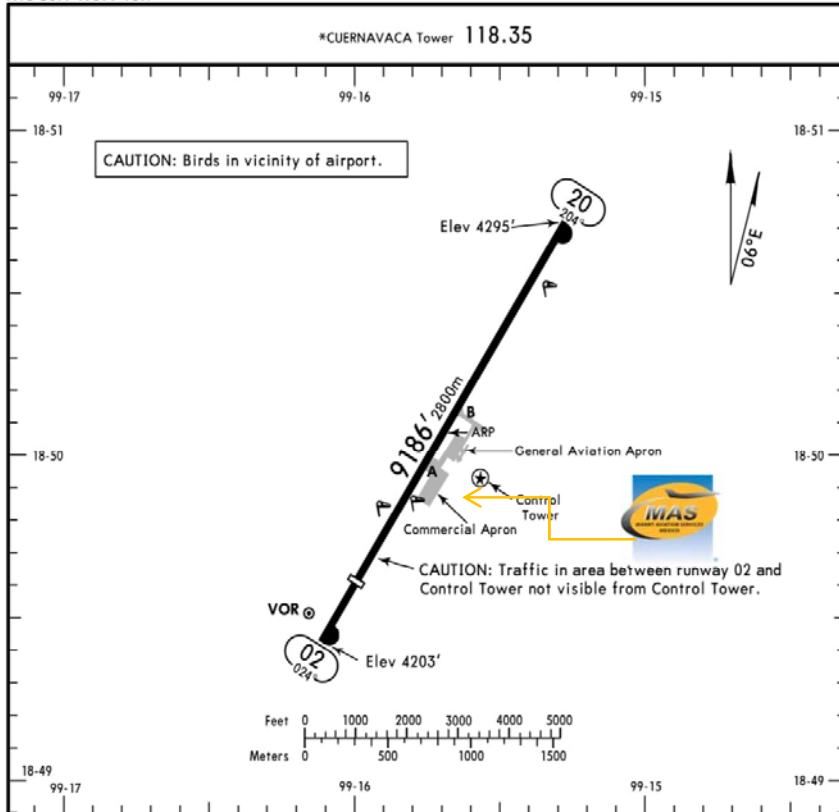 *CUERNAVACA Tower 118.35
99-17 99-16 99-15
18-51 18-51
CAUTION: Birds in vicinity of airport.
20
204°
Elev 4295'
06°E
9186' 2800m
B
ARP
General Aviation Apron
18-50 18-50
A
Control
Tower
Commercial Apron
MAS
MEXICO
CAUTION: Traffic in area between runway 02 and
Control Tower not visible from Control Tower.
VOR
02
024°
Elev 4203'
Feet 0 1000 2000 3000 4000 5000
Meters 0 500 1000 1500
18-49 18-49
99-17 99-16 99-15